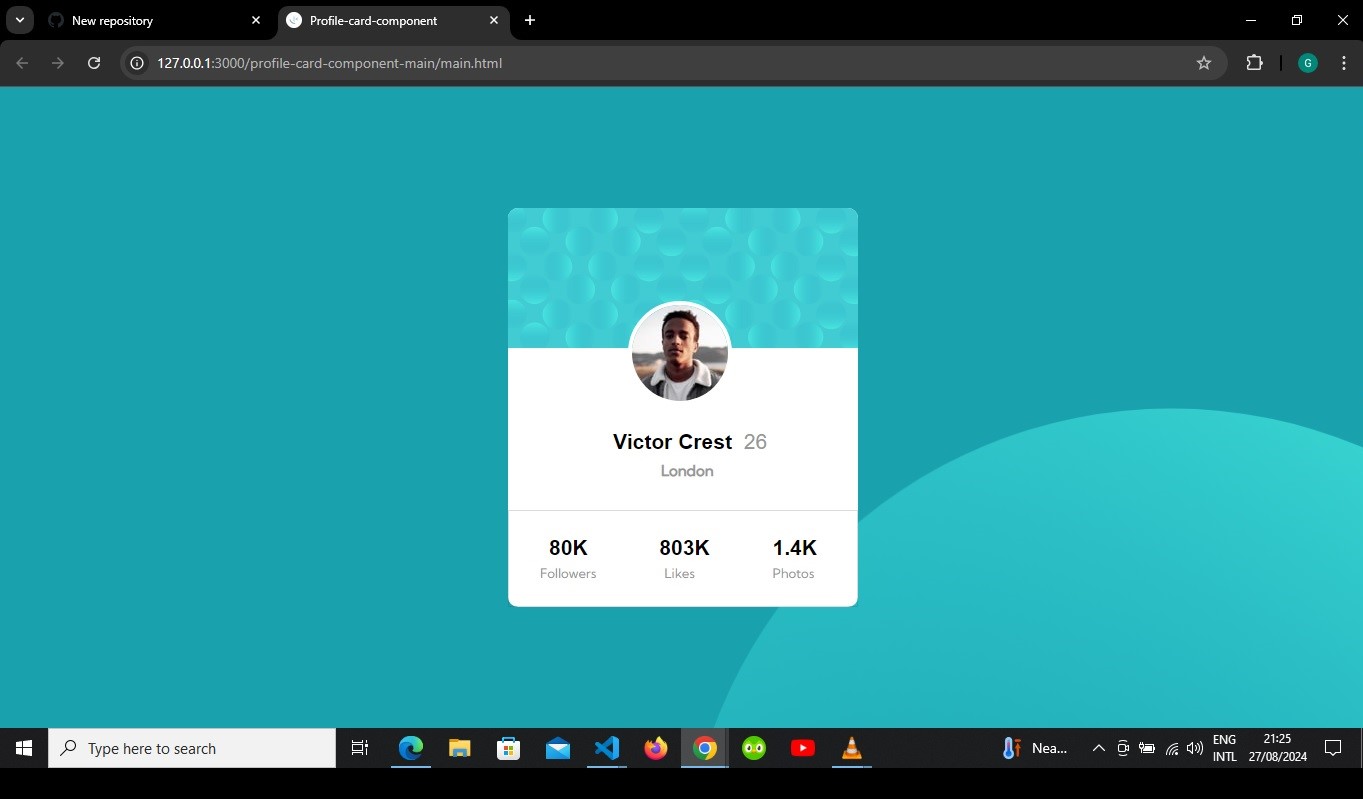 New repository
Profile-card-component
127.0.0.1:3000/profile-card-component-main/main.html
G
Victor Crest 26
London
80K 803K 1.4K
Followers Likes Photos
Type here to search
Nea...
ENG
INTL
21:25
27/08/2024